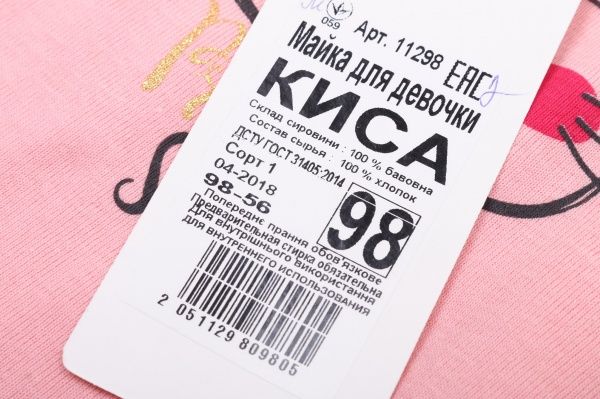 059
Арт. 11298
ЕАС
Майка для девочки
КИСА
Склад сировини : 100 % бавовна
Состав сырья : 100 % хлопок
ДСТУ ГОСТ 31405:2014
Сорт 1
04-2018
98-56
98
Попереднє прання обов'язкове
Предварительная стирка обязательна
Для внутрішнього використання
для внутреннего использования
2 051129 809805